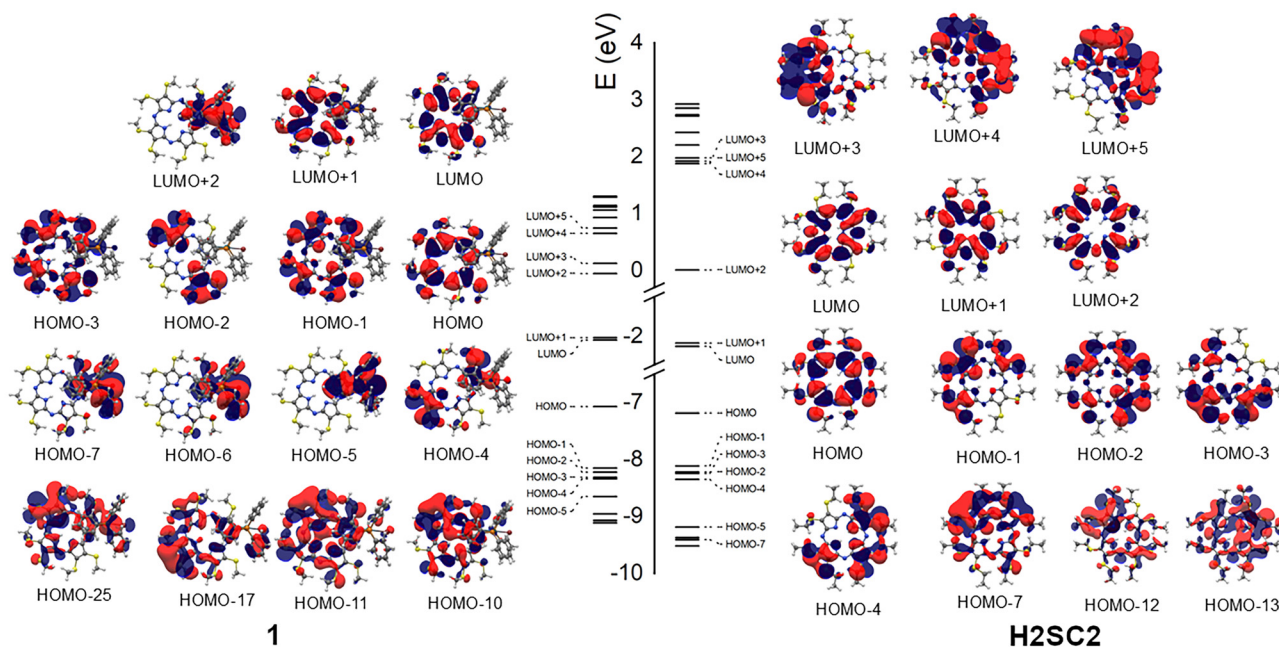 LUMO+2 LUMO+1 LUMO
HOMO-3 HOMO-2 HOMO-1 HOMO
HOMO-7 HOMO-6 HOMO-5 HOMO-4
HOMO-25 HOMO-17 HOMO-11 HOMO-10
1
LUMO+5
LUMO+4
LUMO+3
LUMO+2
LUMO+1
LUMO
HOMO
HOMO-1
HOMO-2
HOMO-3
HOMO-4
HOMO-5
E (eV)
4
3
2
1
0
-2
-7
-8
-9
-10
LUMO+3
LUMO+5
LUMO+4
LUMO+2
LUMO+1
LUMO
HOMO
HOMO-1
HOMO-3
HOMO-2
HOMO-4
HOMO-5
HOMO-7
LUMO+3 LUMO+4 LUMO+5
LUMO LUMO+1 LUMO+2
HOMO HOMO-1 HOMO-2 HOMO-3
HOMO-4 HOMO-7 HOMO-12 HOMO-13
H2SC2